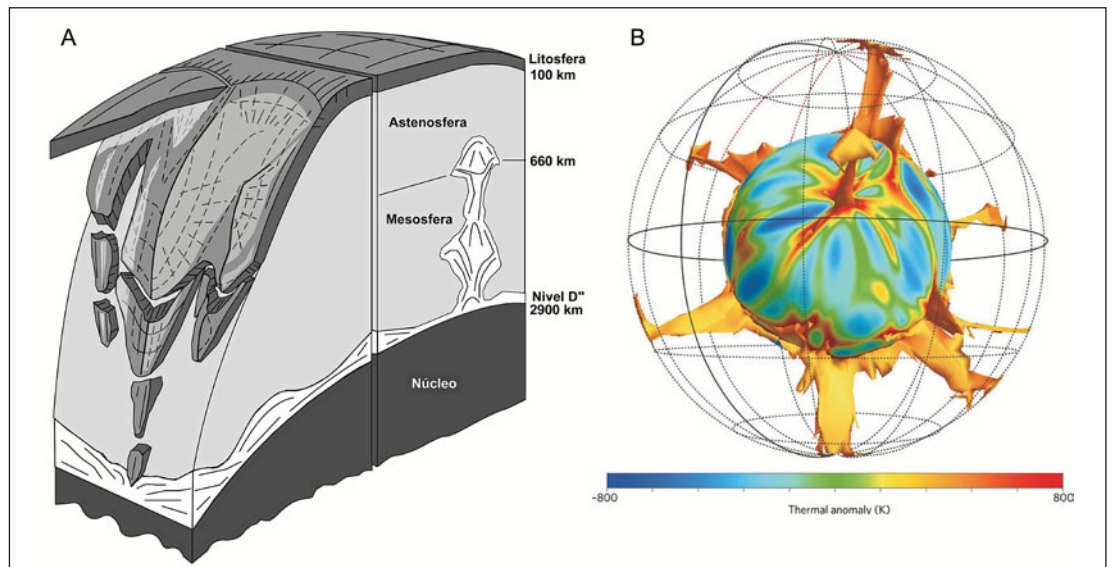 A
Litosfera
100 km
Astenosfera
660 km
Mesosfera
Nivel D"
2900 km
Núcleo
B
-800
800
Thermal anomaly (K)